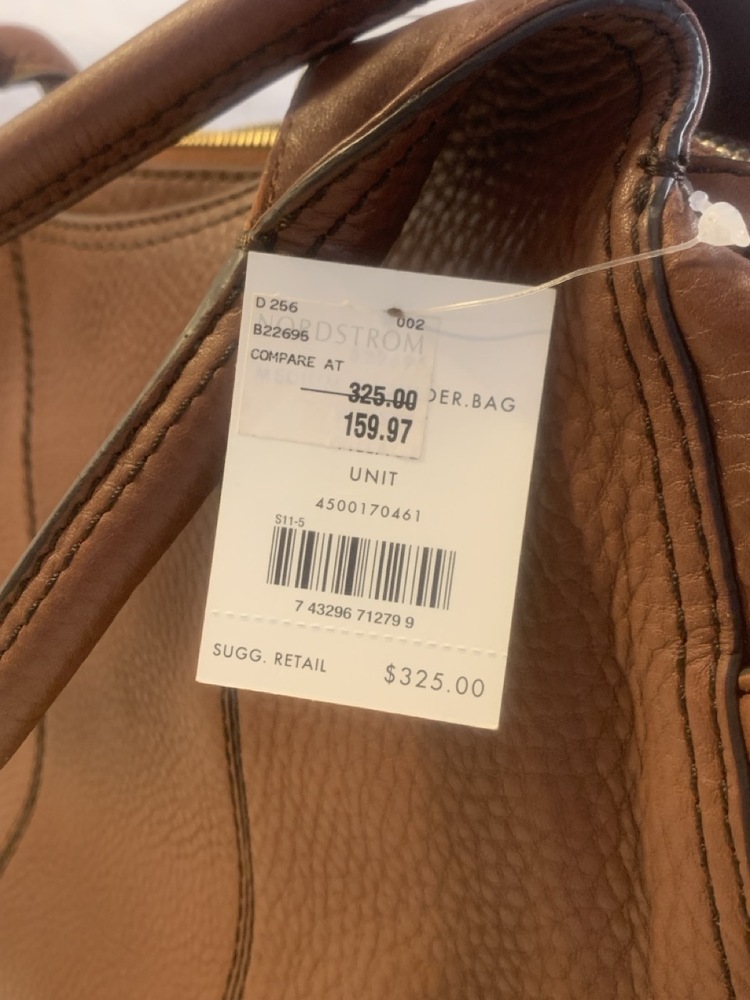 D 256
002
NORDSTROM
B22695
COMPARE AT
325.00
DER.BAG
159.97
UNIT
4500170461
S11-5
7 43296 71279 9
SUGG. RETAIL $325.00